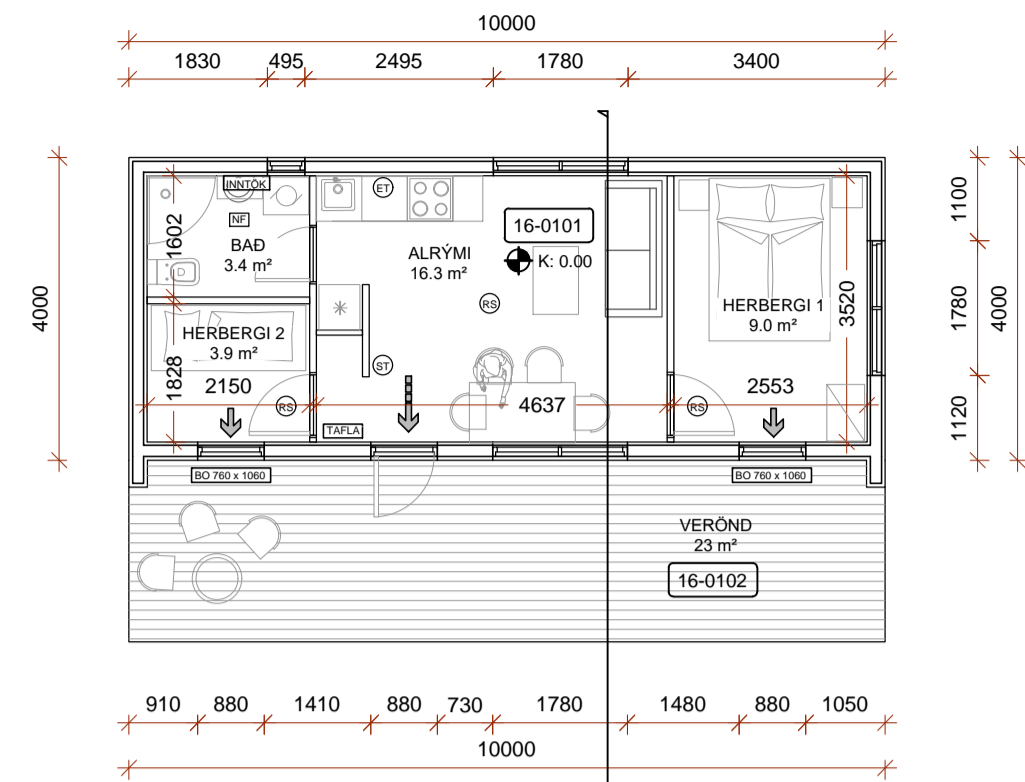 10000
1830 495 2495 1780 3400
4000
1100
1780
1120
4000
INNTÖK
NF
BAÐ
3.4 m²
1602
ET
ALRÝMI
16.3 m²
16-0101
K: 0.00
RS
HERBERGI 1
9.0 m²
3520
HERBERGI 2
3.9 m²
1828
2150
RS
ST
TAFLA
4637
RS
2553
BO 760 x 1060
BO 760 x 1060
VERÖND
23 m²
16-0102
910 880 1410 880 730 1780 1480 880 1050
10000